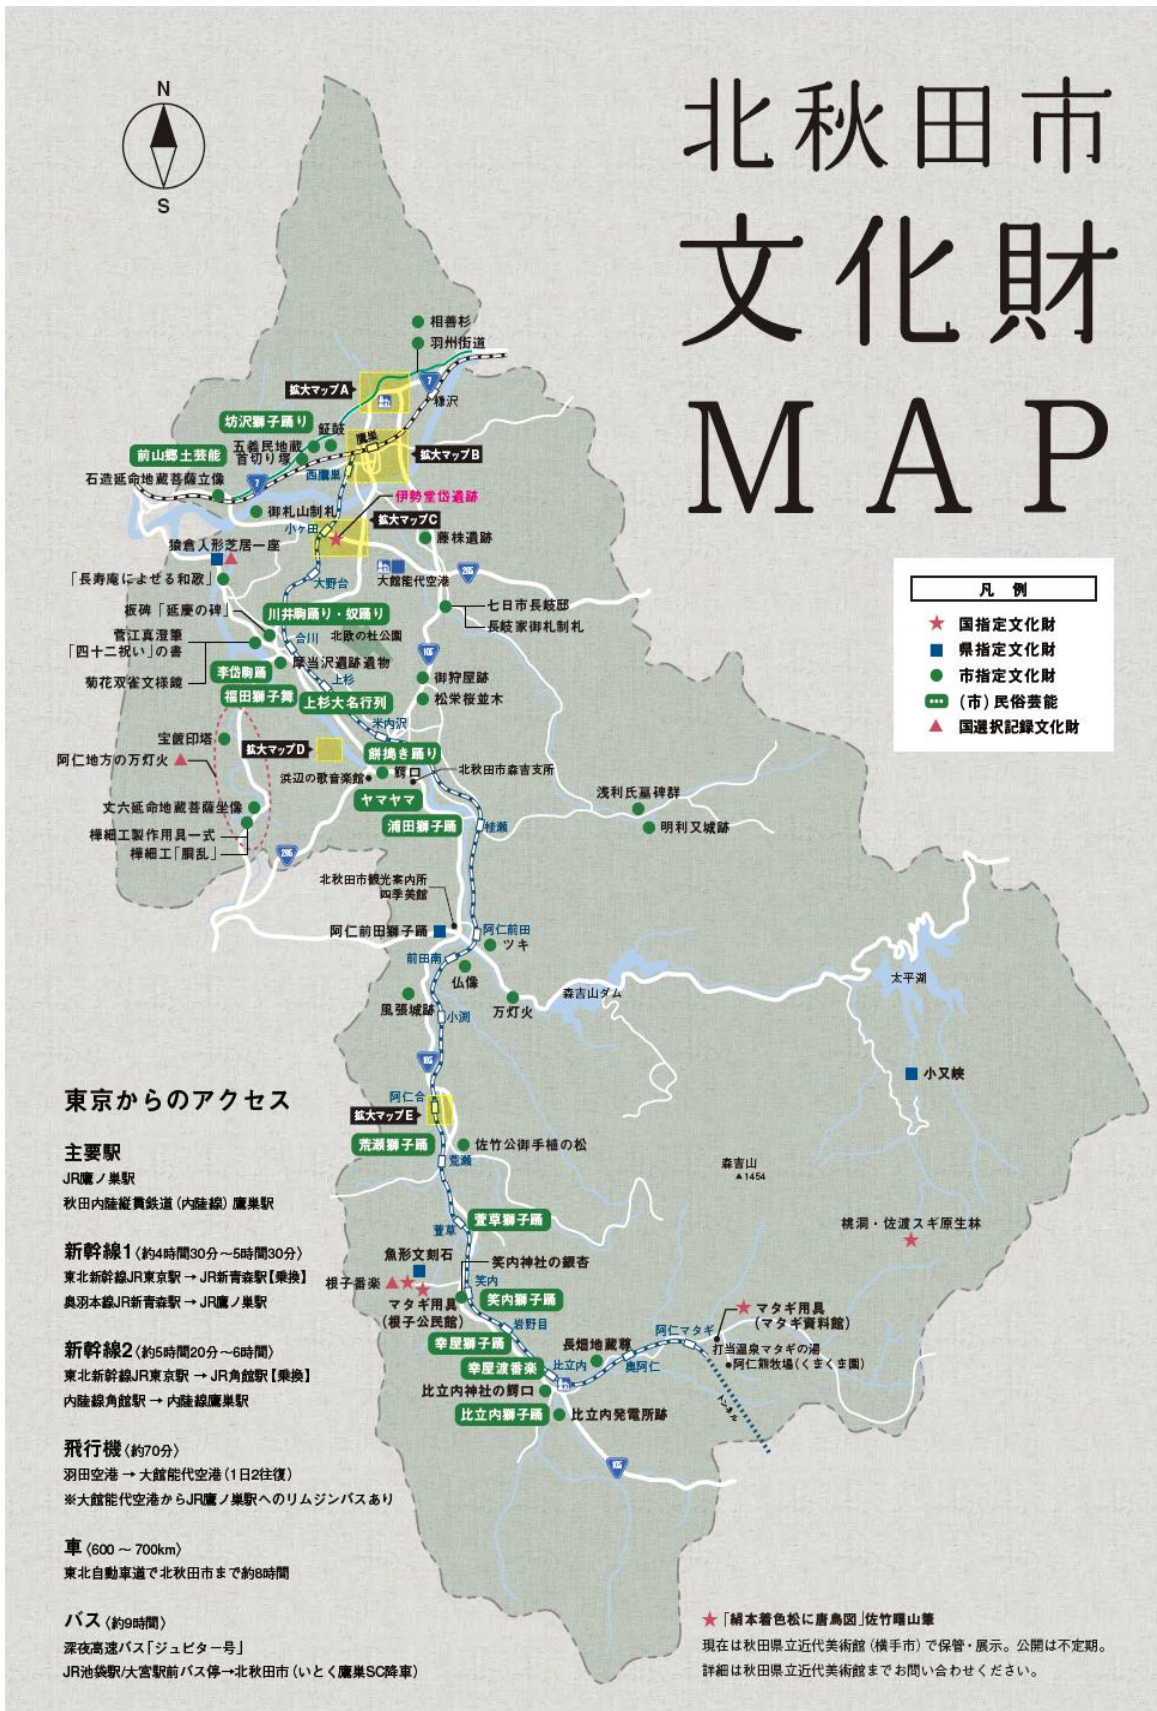 北秋田市
文化財
MAP
N
S
相善杉
羽州街道
拡大マップA
7
糠沢
坊沢獅子踊り
鉦鼓
鷹巣
前山郷土芸能
五義民地蔵
首切り塚
拡大マップB
西鷹巣
石造延命地蔵菩薩立像
7
伊勢堂岱遺跡
御札山制札
拡大マップC
小ヶ田
藤株遺跡
猿倉人形芝居一座
大館能代空港
285
「長寿庵によせる和歌」
大野台
板碑「延慶の碑」
川井駒踊り・奴踊り
七日市長岐邸
長岐家御札制札
菅江真澄筆
「四十二祝い」の書
合川
北欧の杜公園
105
摩当沢遺跡遺物
李岱駒踊
上杉
御狩屋跡
菊花双雀文様鏡
福田獅子舞
上杉大名行列
松栄桜並木
米内沢
宝篋印塔
拡大マップD
餅搗き踊り
阿仁地方の万灯火
浜辺の歌音楽館
鰐口
北秋田市森吉支所
丈六延命地蔵菩薩坐像
ヤマヤマ
浅利氏墓碑群
樺細工製作用具一式
浦田獅子踊
桂瀬
明利又城跡
樺細工「胴乱」
285
北秋田市観光案内所
四季美館
阿仁前田獅子踊
阿仁前田
ツキ
前田南
仏像
太平湖
風張城跡
万灯火
森吉山ダム
小渕
105
小又峡
阿仁合
拡大マップE
荒瀬獅子踊
佐竹公御手植の松
荒瀬
森吉山
▲1454
萱草獅子踊
萱草
桃洞・佐渡スギ原生林
魚形文刻石
笑内神社の銀杏
根子番楽
笑内
マタギ用具
(根子公民館)
笑内獅子踊
マタギ用具
(マタギ資料館)
岩野目
阿仁マタギ
幸屋獅子踊
長畑地蔵尊
打当温泉マタギの湯
幸屋渡番楽
比立内
奥阿仁
阿仁熊牧場(くまくま園)
比立内神社の鰐口
トンネル
比立内獅子踊
比立内発電所跡
105
凡 例
国指定文化財
県指定文化財
市指定文化財
(市)民俗芸能
国選択記録文化財
東京からのアクセス
主要駅
JR鷹ノ巣駅
秋田内陸縦貫鉄道(内陸線)鷹巣駅
新幹線1〈約4時間30分〜5時間30分〉
東北新幹線JR東京駅→JR新青森駅【乗換】
奥羽本線JR新青森駅→JR鷹ノ巣駅
新幹線2〈約5時間20分〜6時間〉
東北新幹線JR東京駅→JR角館駅【乗換】
内陸線角館駅→内陸線鷹巣駅
飛行機〈約70分〉
羽田空港→大館能代空港(1日2往復)
※大館能代空港からJR鷹ノ巣駅へのリムジンバスあり
車〈600〜700km〉
東北自動車道で北秋田市まで約8時間
バス〈約9時間〉
深夜高速バス「ジュピター号」
JR池袋駅/大宮駅前バス停→北秋田市(いとく鷹巣SC降車)
★「絹本着色松に唐鳥図」佐竹曙山筆
現在は秋田県立近代美術館(横手市)で保管・展示。公開は不定期。
詳細は秋田県立近代美術館までお問い合わせください。